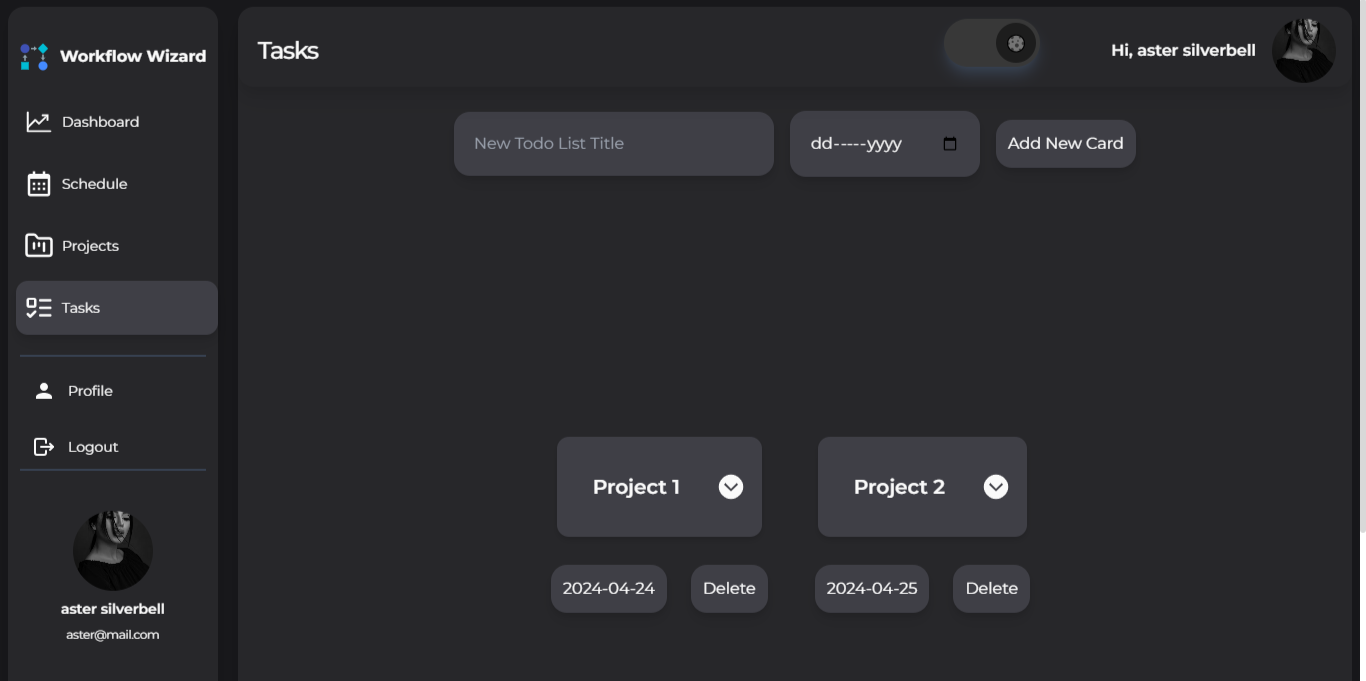 Workflow Wizard
Dashboard
Schedule
Projects
Tasks
Profile
Logout
aster silverbell
aster@mail.com
Tasks
Hi, aster silverbell
New Todo List Title
dd-----yyyy
Add New Card
Project 1
Project 2
2024-04-24
Delete
2024-04-25
Delete